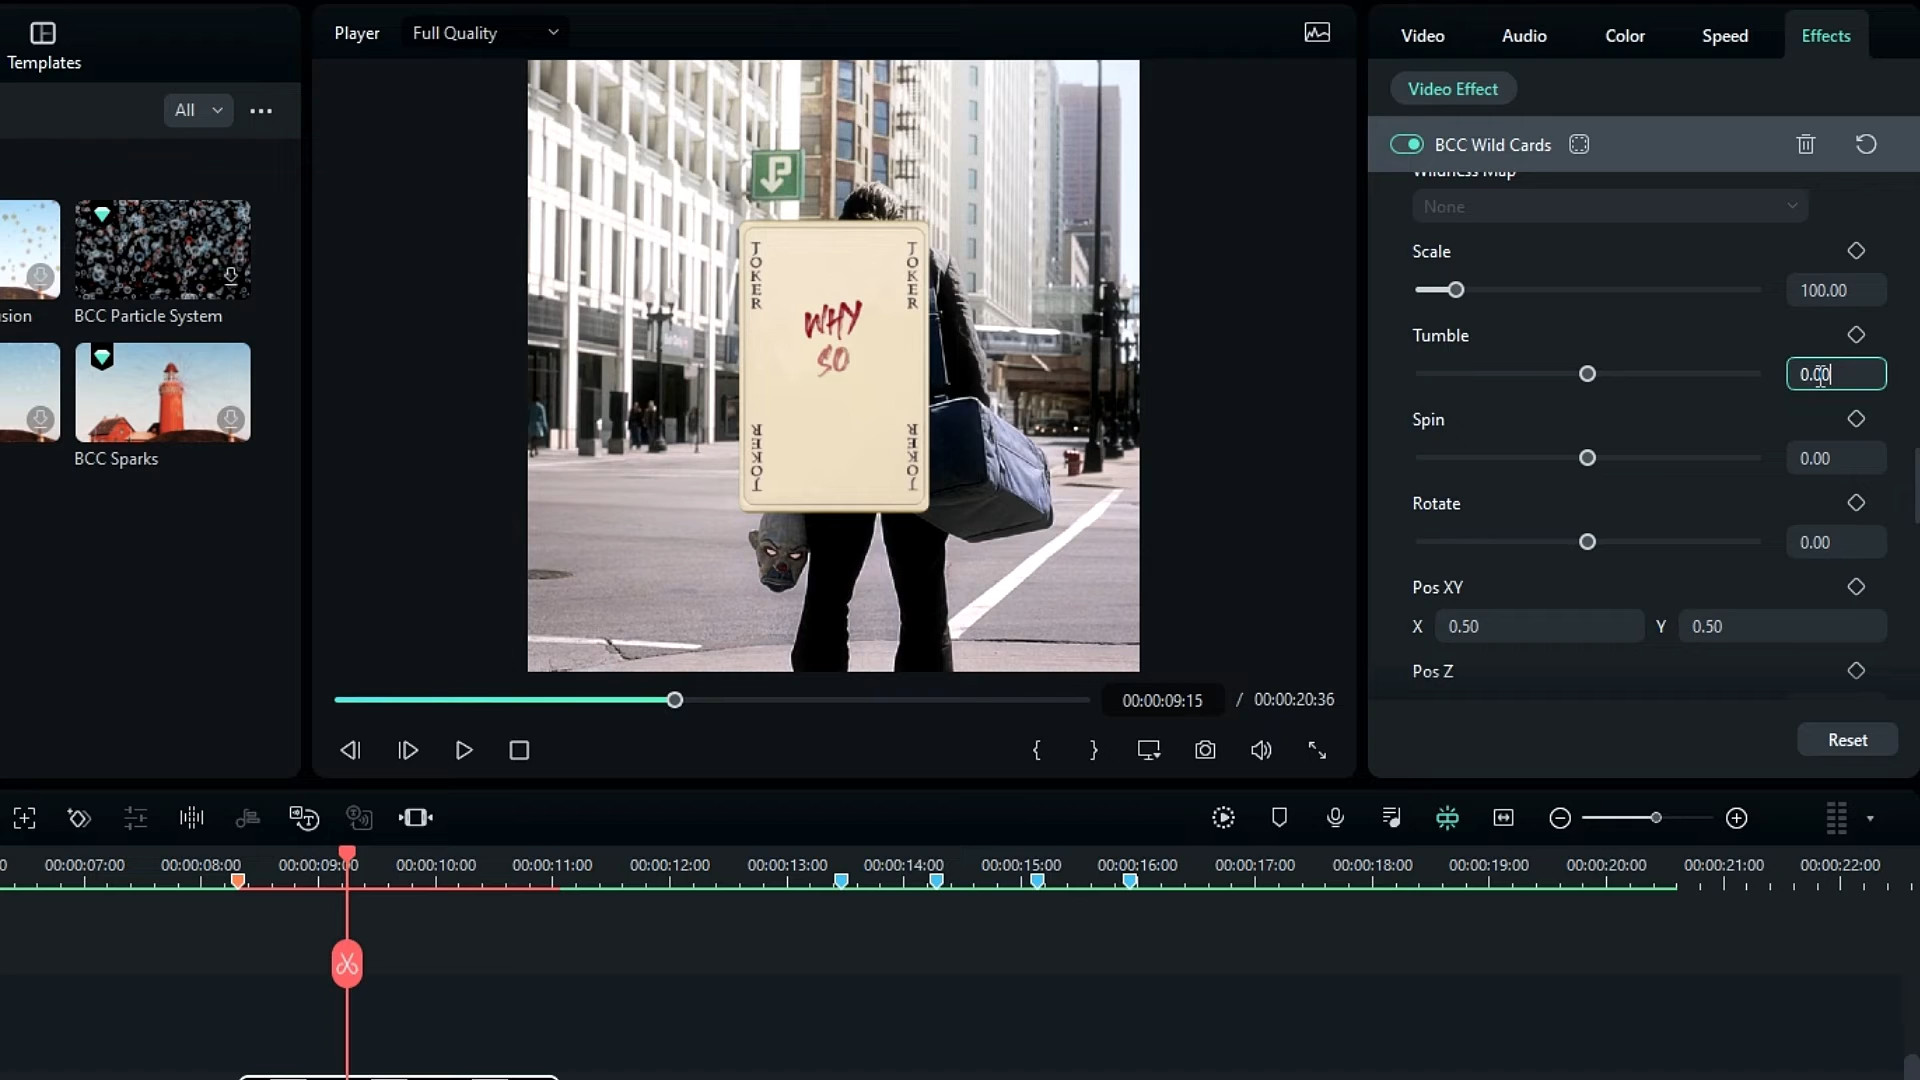 Templates
Player
Full Quality
Video
Audio
Color
Speed
Effects
All
Video Effect
BCC Wild Cards
Wildness Map
None
P
JOKER
JOKER
WHY
SO
JOKER
JOKER
Scale
100.00
Tumble
0.00
Spin
0.00
Rotate
0.00
Pos XY
X 0.50 Y 0.50
Pos Z
sion
BCC Particle System
BCC Sparks
00:00:09:15 / 00:00:20:36
Reset
0 00:00:07:00 00:00:08:00 00:00:09:00 00:00:10:00 00:00:11:00 00:00:12:00 00:00:13:00 00:00:14:00 00:00:15:00 00:00:16:00 00:00:17:00 00:00:18:00 00:00:19:00 00:00:20:00 00:00:21:00 00:00:22:00